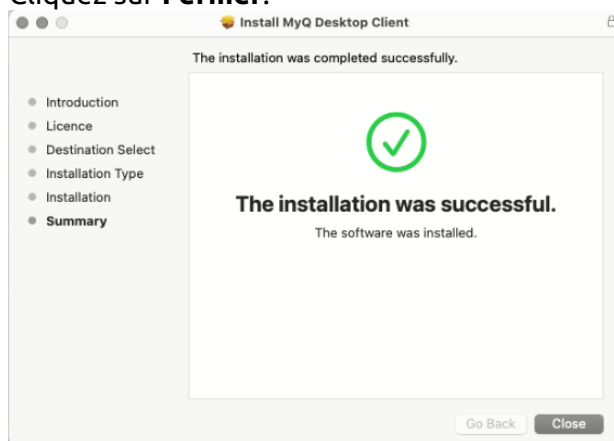 Cliquez sur Fermer.
Install MyQ Desktop Client
The installation was completed successfully.
Introduction
Licence
Destination Select
Installation Type
Installation
Summary
The installation was successful.
The software was installed.
Go Back
Close